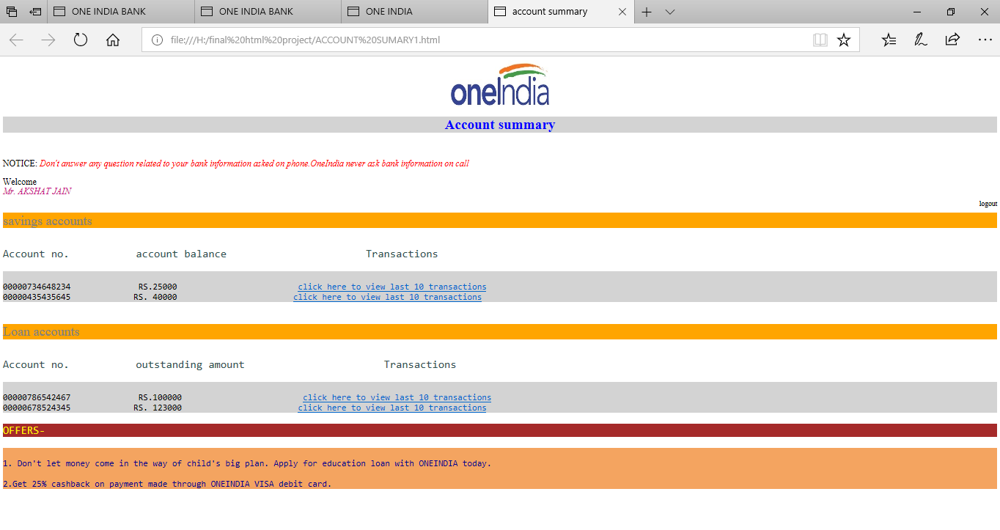 ONE INDIA BANK ONE INDIA BANK ONE INDIA account summary
file:///H:/final%20html%20project/ACCOUNT%20SUMARY1.html
oneIndia
Account summary
NOTICE: Don't answer any question related to your bank information asked on phone.OneIndia never ask bank information on call
Welcome
Mr. AKSHAT JAIN
logout
savings accounts
Account no. account balance Transactions
00000734648234 RS.25000 click here to view last 10 transactions
00000435435645 RS. 40000 click here to view last 10 transactions
Loan accounts
Account no. outstanding amount Transactions
00000786542467 RS.100000 click here to view last 10 transactions
00000678524345 RS. 123000 click here to view last 10 transactions
OFFERS-
1. Don't let money come in the way of child's big plan. Apply for education loan with ONEINDIA today.
2.Get 25% cashback on payment made through ONEINDIA VISA debit card.